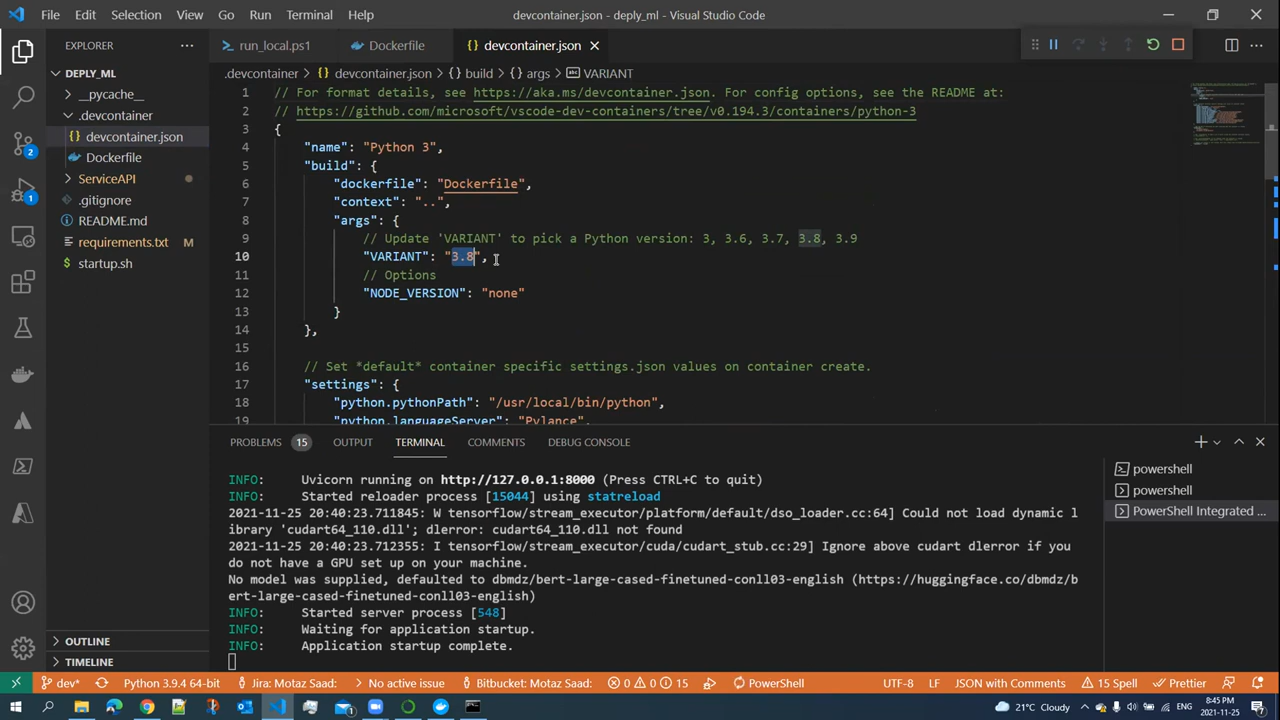 File Edit Selection View Go Run Terminal Help
devcontainer.json - deply_ml - Visual Studio Code
EXPLORER
DEPLY_ML
__pycache__
.devcontainer
devcontainer.json
Dockerfile
ServiceAPI
.gitignore
README.md
requirements.txt
startup.sh
OUTLINE
TIMELINE
2
1
run_local.ps1 Dockerfile devcontainer.json
.devcontainer > devcontainer.json > build > args > VARIANT
1 // For format details, see https://aka.ms/devcontainer.json. For config options, see the README at:
2 // https://github.com/microsoft/vscode-dev-containers/tree/v0.194.3/containers/python-3
3 {
4 "name": "Python 3",
5 "build": {
6 "dockerfile": "Dockerfile",
7 "context": "..",
8 "args": {
9 // Update 'VARIANT' to pick a Python version: 3, 3.6, 3.7, 3.8, 3.9
10 "VARIANT": "3.8",
11 // Options
12 "NODE_VERSION": "none"
13 }
14 },
15
16 // Set *default* container specific settings.json values on container create.
17 "settings": {
18 "python.pythonPath": "/usr/local/bin/python",
19 "python.languageServer": "Pylance",
PROBLEMS 15 OUTPUT TERMINAL COMMENTS DEBUG CONSOLE
INFO: Uvicorn running on http://127.0.0.1:8000 (Press CTRL+C to quit)
INFO: Started reloader process [15044] using statreload
2021-11-25 20:40:23.711845: W tensorflow/stream_executor/platform/default/dso_loader.cc:64] Could not load dynamic l
ibrary 'cudart64_110.dll'; dlerror: cudart64_110.dll not found
2021-11-25 20:40:23.712355: I tensorflow/stream_executor/cuda/cudart_stub.cc:29] Ignore above cudart dlerror if you
do not have a GPU set up on your machine.
No model was supplied, defaulted to dbmdz/bert-large-cased-finetuned-conll03-english (https://huggingface.co/dbmdz/b
ert-large-cased-finetuned-conll03-english)
INFO: Started server process [548]
INFO: Waiting for application startup.
INFO: Application startup complete.
powershell
powershell
PowerShell Integrated ...
dev* Python 3.9.4 64-bit Jira: Motaz Saad: No active issue Bitbucket: Motaz Saad: 0 0 15 PowerShell UTF-8 LF JSON with Comments 15 Spell Prettier
21°C Cloudy ENG 8:45 PM
2021-11-25